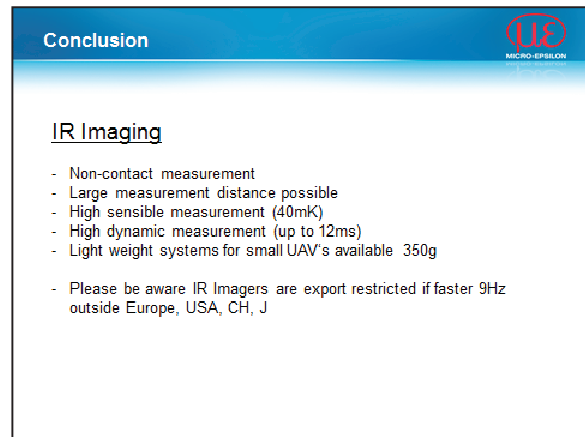 Conclusion
με
MICRO-EPSILON
IR Imaging
- Non-contact measurement
- Large measurement distance possible
- High sensible measurement (40mK)
- High dynamic measurement (up to 12ms)
- Light weight systems for small UAV's available 350g
- Please be aware IR Imagers are export restricted if faster 9Hz
outside Europe, USA, CH, J